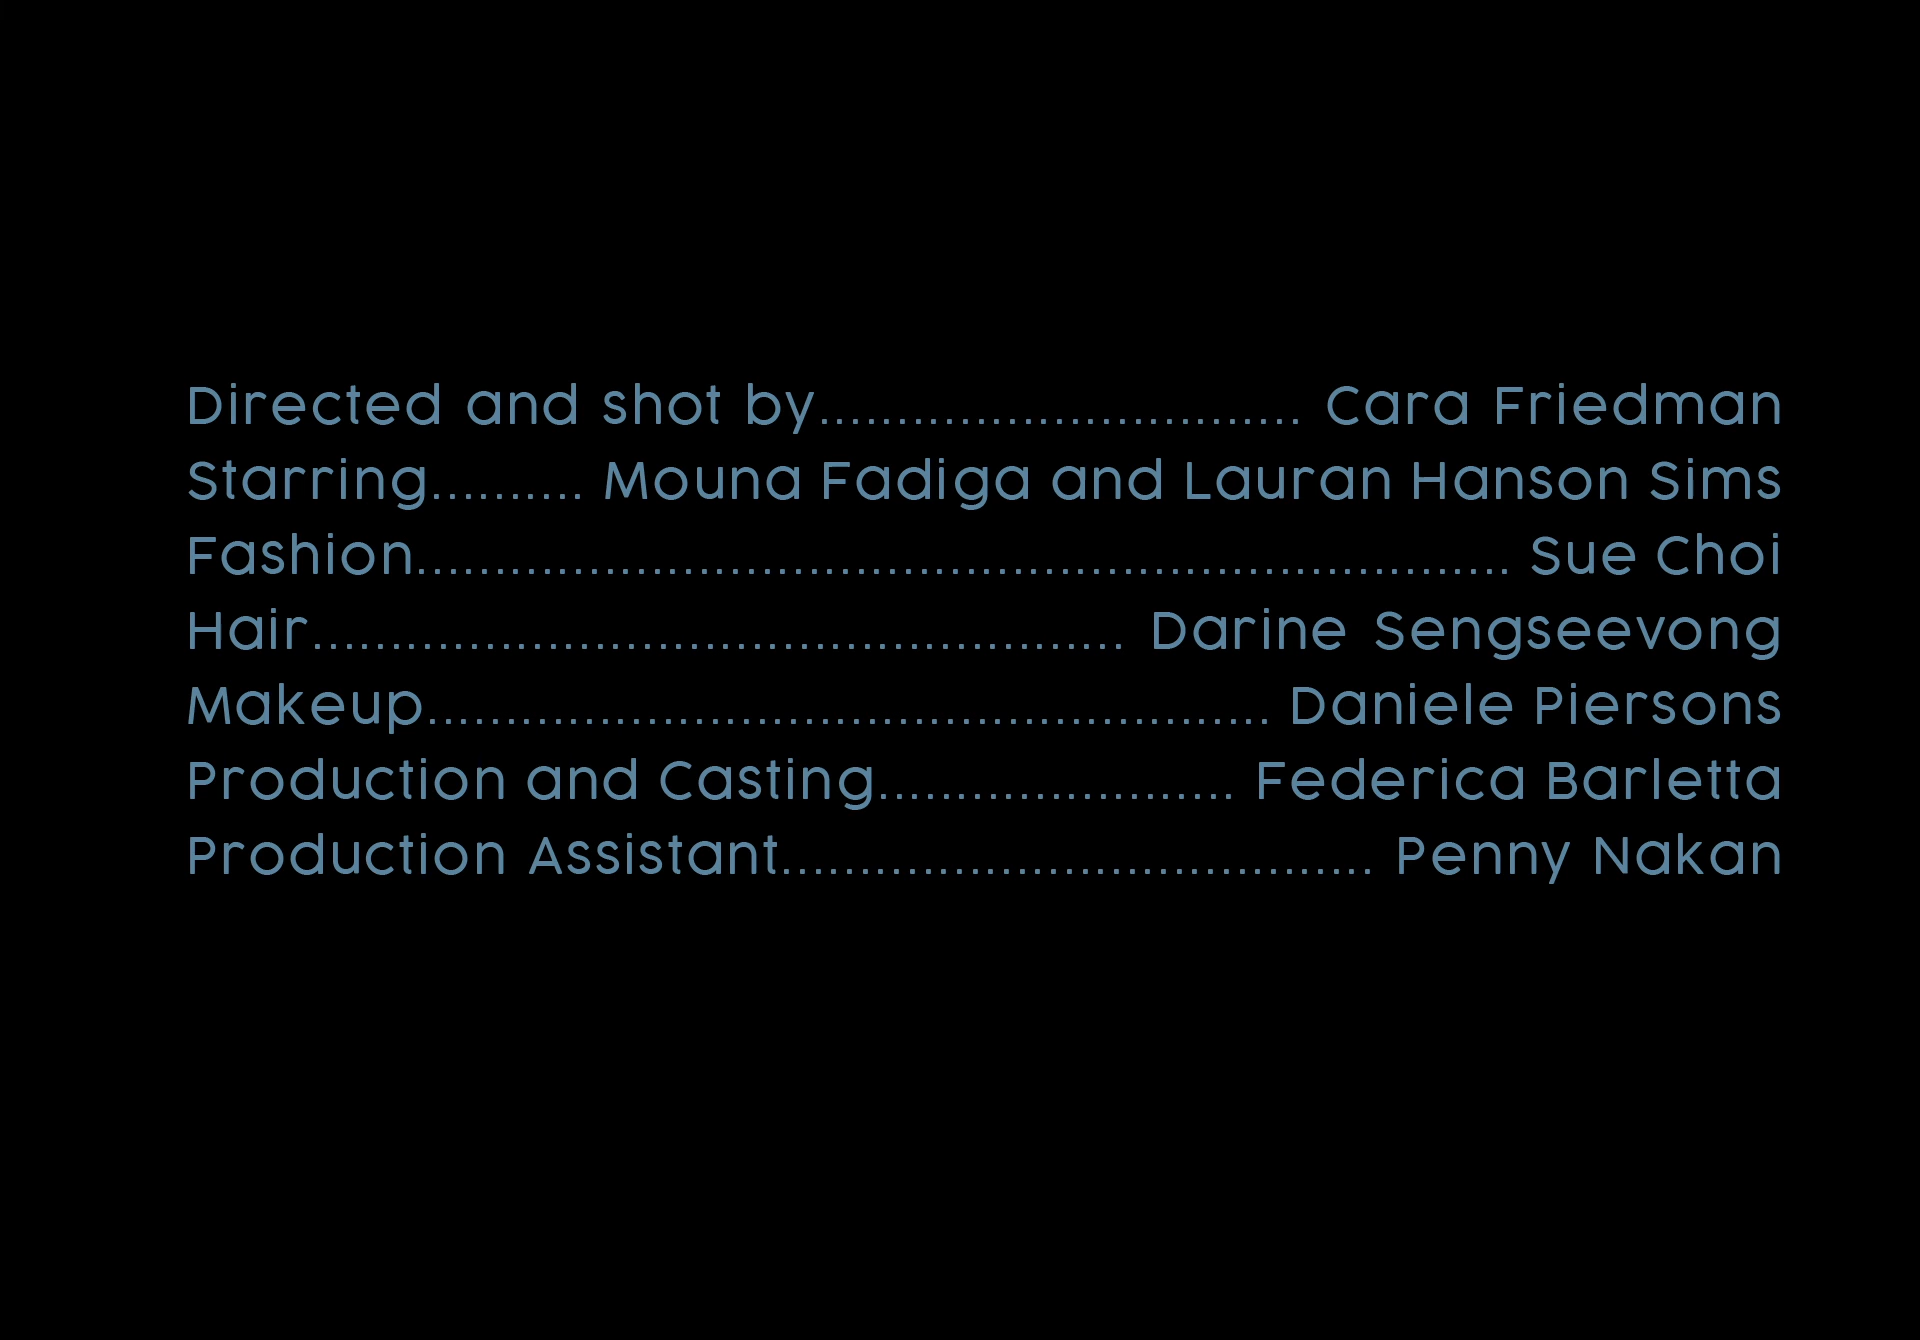 Directed and shot by.............................. Cara Friedman
Starring.......... Mouna Fadiga and Lauran Hanson Sims
Fashion..................................................................... Sue Choi
Hair................................................... Darine Sengseevong
Makeup..................................................... Daniele Piersons
Production and Casting....................... Federica Barletta
Production Assistant..................................... Penny Nakan